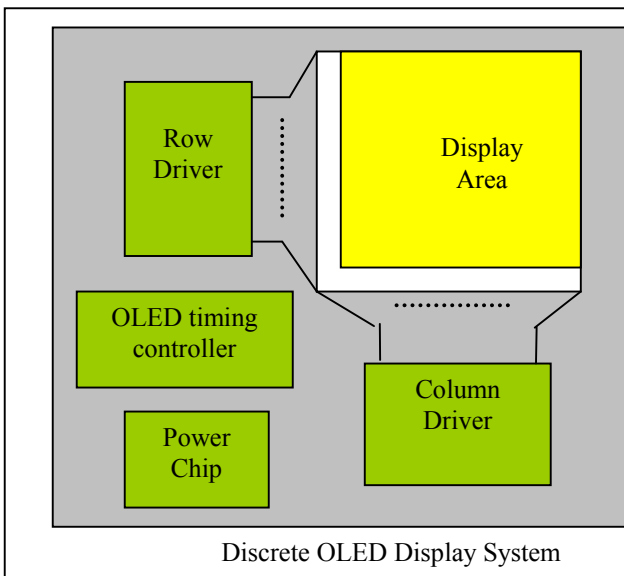 Row
Driver
Display
Area
OLED timing
controller
Column
Driver
Power
Chip
Discrete OLED Display System